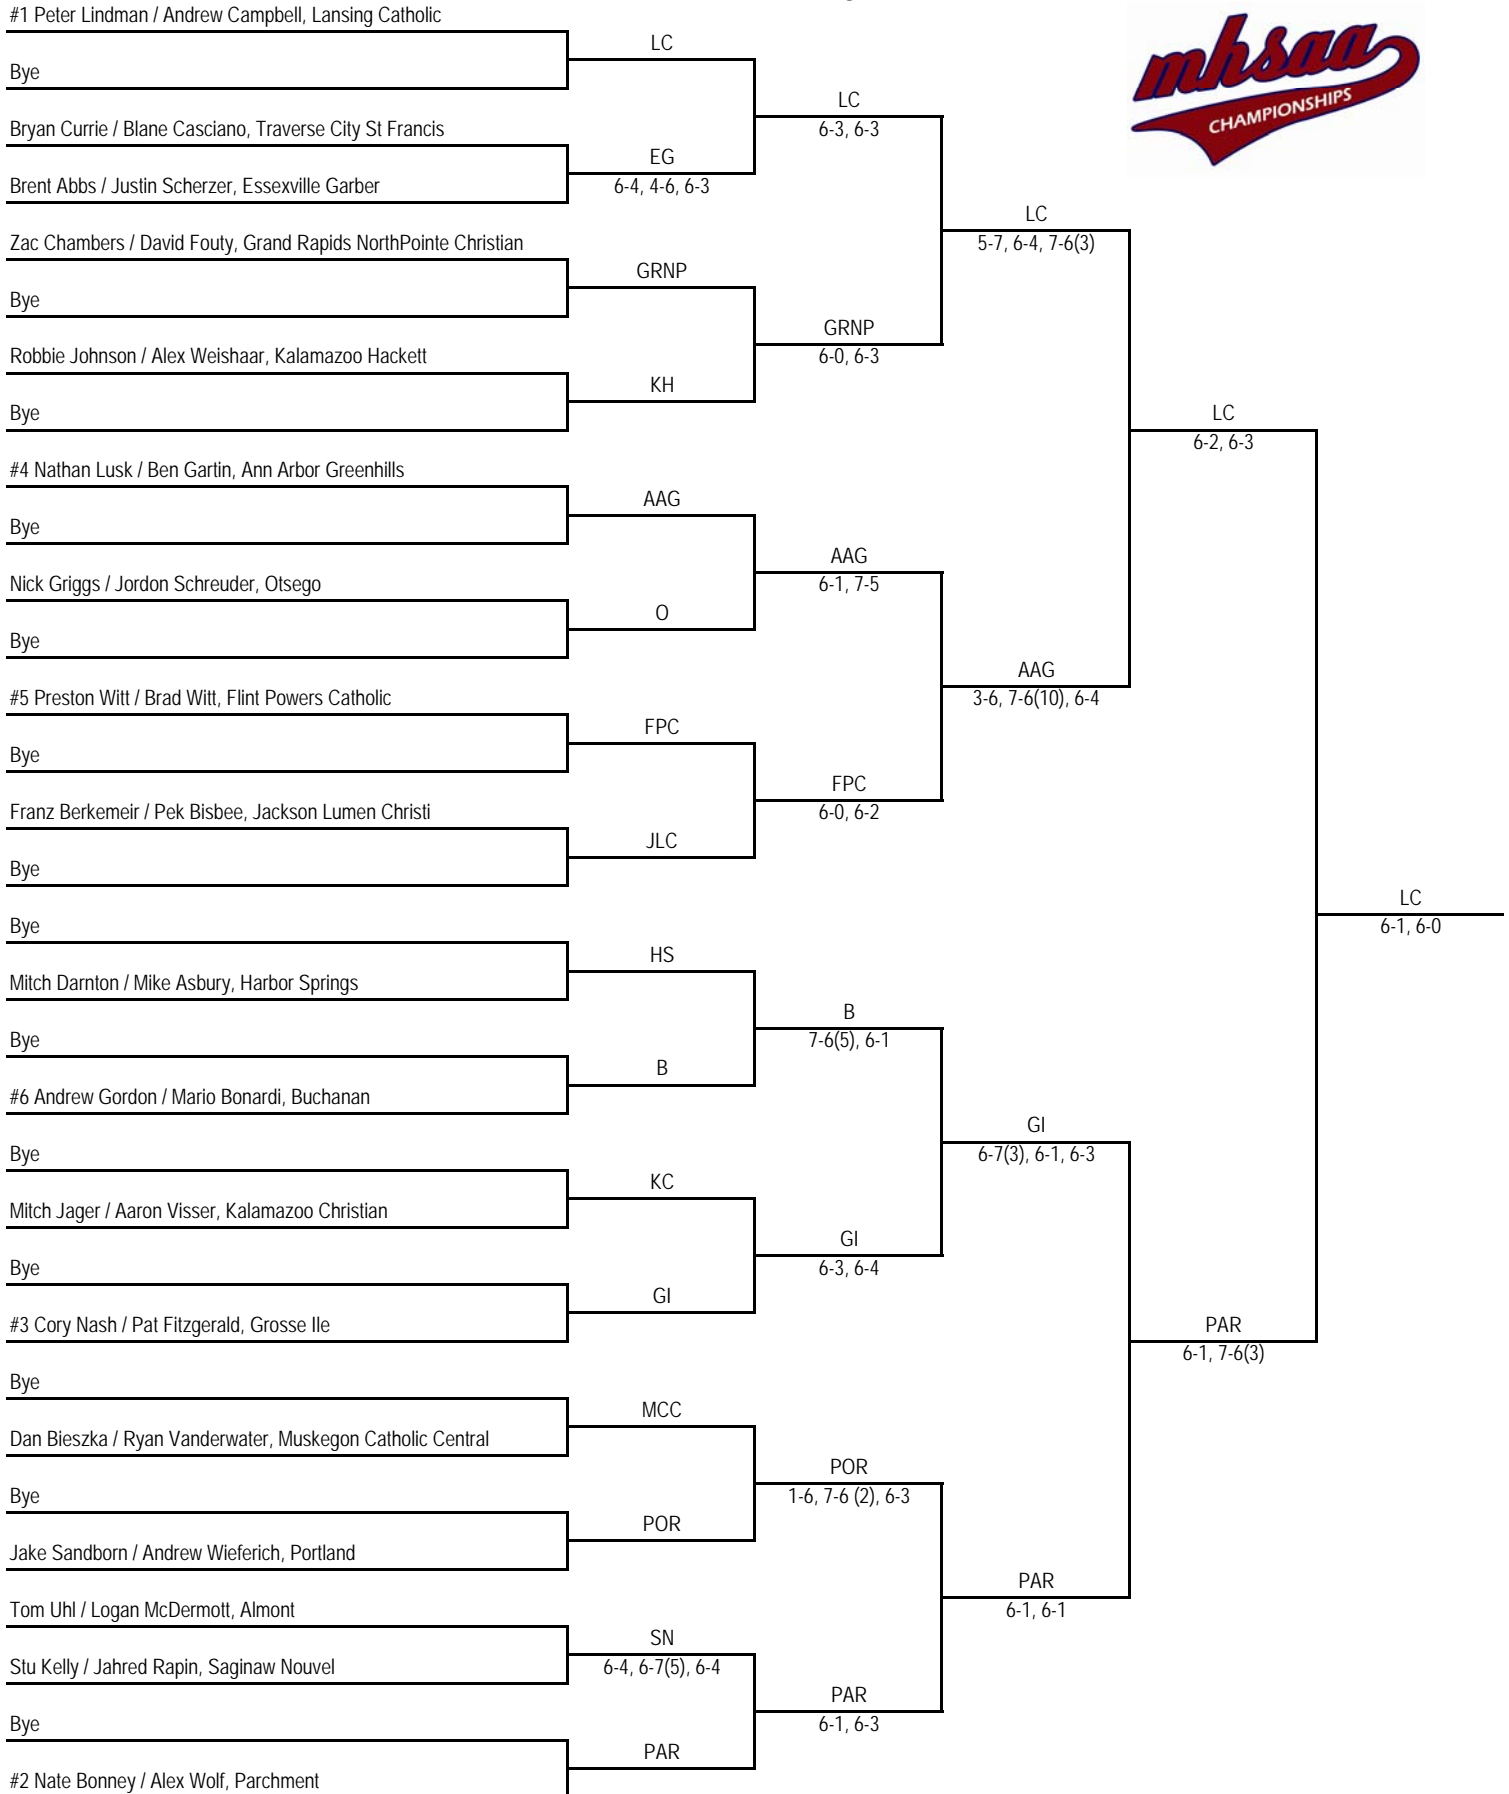 #1 Peter Lindman / Andrew Campbell, Lansing Catholic
mhsaa
CHAMPIONSHIPS
LC
Bye
LC
6-3, 6-3
Bryan Currie / Blane Casciano, Traverse City St Francis
EG
6-4, 4-6, 6-3
Brent Abbs / Justin Scherzer, Essexville Garber
LC
5-7, 6-4, 7-6(3)
Zac Chambers / David Fouty, Grand Rapids NorthPointe Christian
GRNP
Bye
GRNP
6-0, 6-3
Robbie Johnson / Alex Weishaar, Kalamazoo Hackett
KH
Bye
LC
6-2, 6-3
#4 Nathan Lusk / Ben Gartin, Ann Arbor Greenhills
AAG
Bye
AAG
6-1, 7-5
Nick Griggs / Jordon Schreuder, Otsego
O
Bye
AAG
3-6, 7-6(10), 6-4
#5 Preston Witt / Brad Witt, Flint Powers Catholic
FPC
Bye
FPC
6-0, 6-2
Franz Berkemeir / Pek Bisbee, Jackson Lumen Christi
JLC
Bye
LC
6-1, 6-0
Bye
HS
Mitch Darnton / Mike Asbury, Harbor Springs
B
7-6(5), 6-1
Bye
B
#6 Andrew Gordon / Mario Bonardi, Buchanan
GI
6-7(3), 6-1, 6-3
Bye
KC
Mitch Jager / Aaron Visser, Kalamazoo Christian
GI
6-3, 6-4
Bye
GI
#3 Cory Nash / Pat Fitzgerald, Grosse Ile
PAR
6-1, 7-6(3)
Bye
MCC
Dan Bieszka / Ryan Vanderwater, Muskegon Catholic Central
POR
1-6, 7-6 (2), 6-3
Bye
POR
Jake Sandborn / Andrew Wieferich, Portland
PAR
6-1, 6-1
Tom Uhl / Logan McDermott, Almont
SN
6-4, 6-7(5), 6-4
Stu Kelly / Jahred Rapin, Saginaw Nouvel
PAR
6-1, 6-3
Bye
PAR
#2 Nate Bonney / Alex Wolf, Parchment